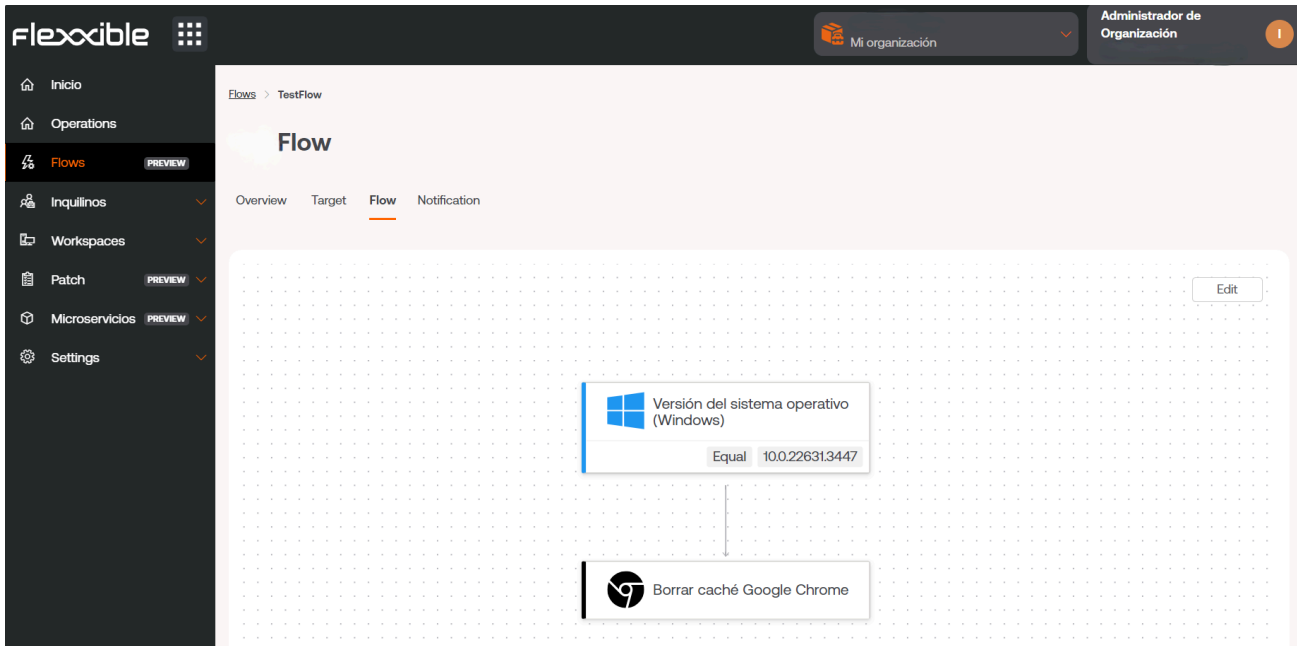 Flexxible
Mi organización
Administrador de
Organización
I
Inicio
Operations
Flows PREVIEW
Inquilinos
Workspaces
Patch PREVIEW
Microservicios PREVIEW
Settings
Flows > TestFlow
Flow
Overview Target Flow Notification
Edit
Versión del sistema operativo
(Windows)
Equal 10.0.22631.3447
Borrar caché Google Chrome